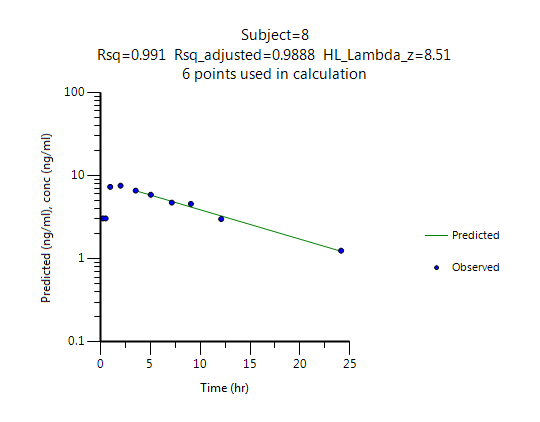 Subject=8
Rsq=0.991  Rsq_adjusted=0.9888  HL_Lambda_z=8.51
6 points used in calculation
100
10
1
0.1
Predicted (ng/ml), conc (ng/ml)
0
5
10
15
20
25
Time (hr)
Predicted
Observed